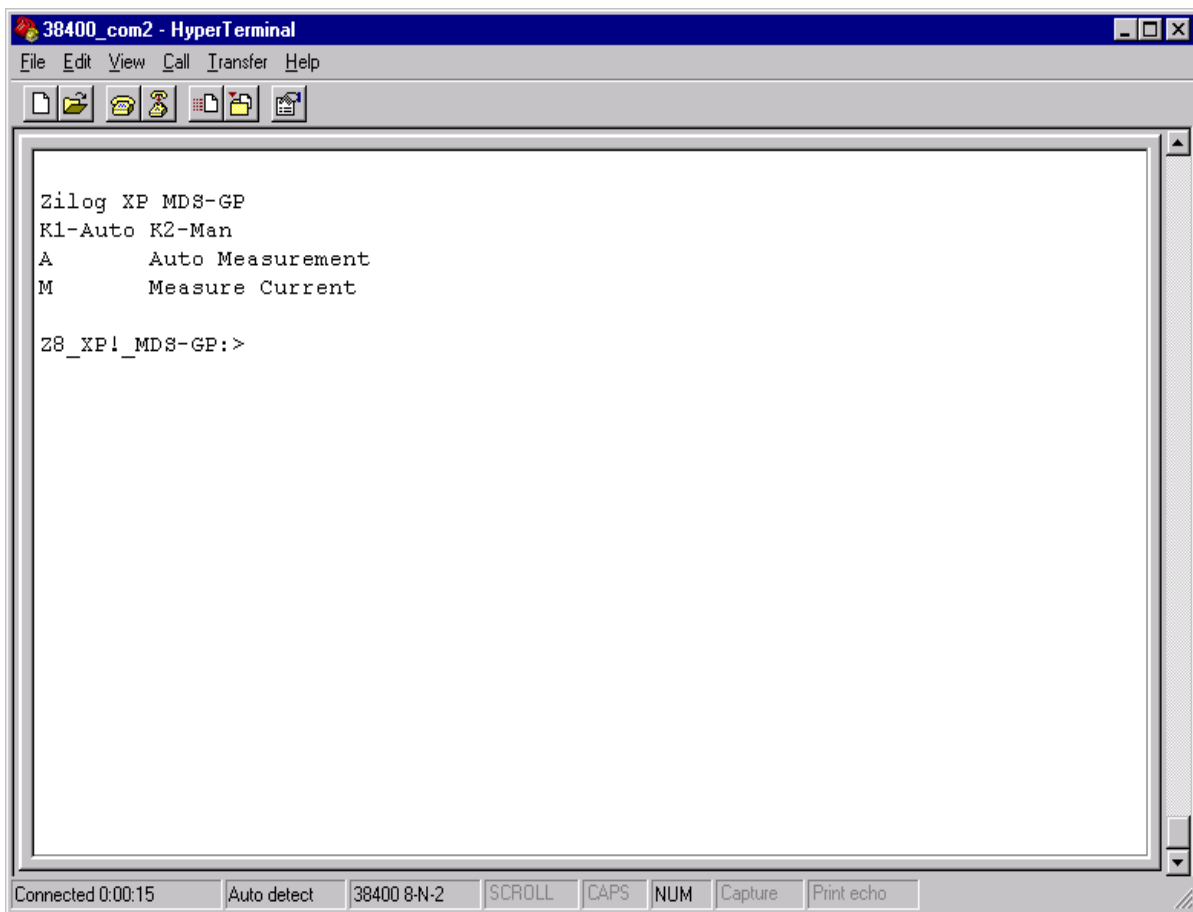 38400_com2 - HyperTerminal
File Edit View Call Transfer Help
Zilog XP MDS-GP
K1-Auto K2-Man
A Auto Measurement
M Measure Current
Z8_XP!_MDS-GP:>
Connected 0:00:15 Auto detect 38400 8-N-2 SCROLL CAPS NUM Capture Print echo